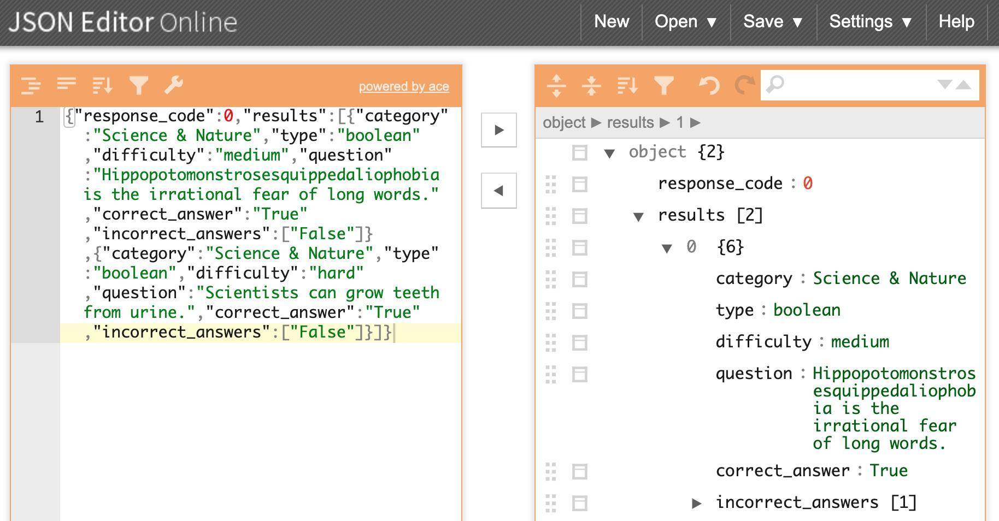 JSON Editor Online
New
Open ▼
Save ▼
Settings ▼
Help
powered by ace
1
{"response_code":0,"results":[{"category"
:"Science & Nature","type":"boolean"
,"difficulty":"medium","question"
:"Hippopotomonstrosesquippedaliophobia
is the irrational fear of long words."
,"correct_answer":"True"
,"incorrect_answers":["False"]}
,{"category":"Science & Nature","type"
:"boolean","difficulty":"hard"
,"question":"Scientists can grow teeth
from urine.","correct_answer":"True"
,"incorrect_answers":["False"]}]}
object ▶ results ▶ 1 ▶
▼ object {2}
response_code : 0
▼ results [2]
▼ 0 {6}
category : Science & Nature
type : boolean
difficulty : medium
question : Hippopotomonstros
esquippedaliophob
ia is the
irrational fear
of long words.
correct_answer : True
▶ incorrect_answers [1]